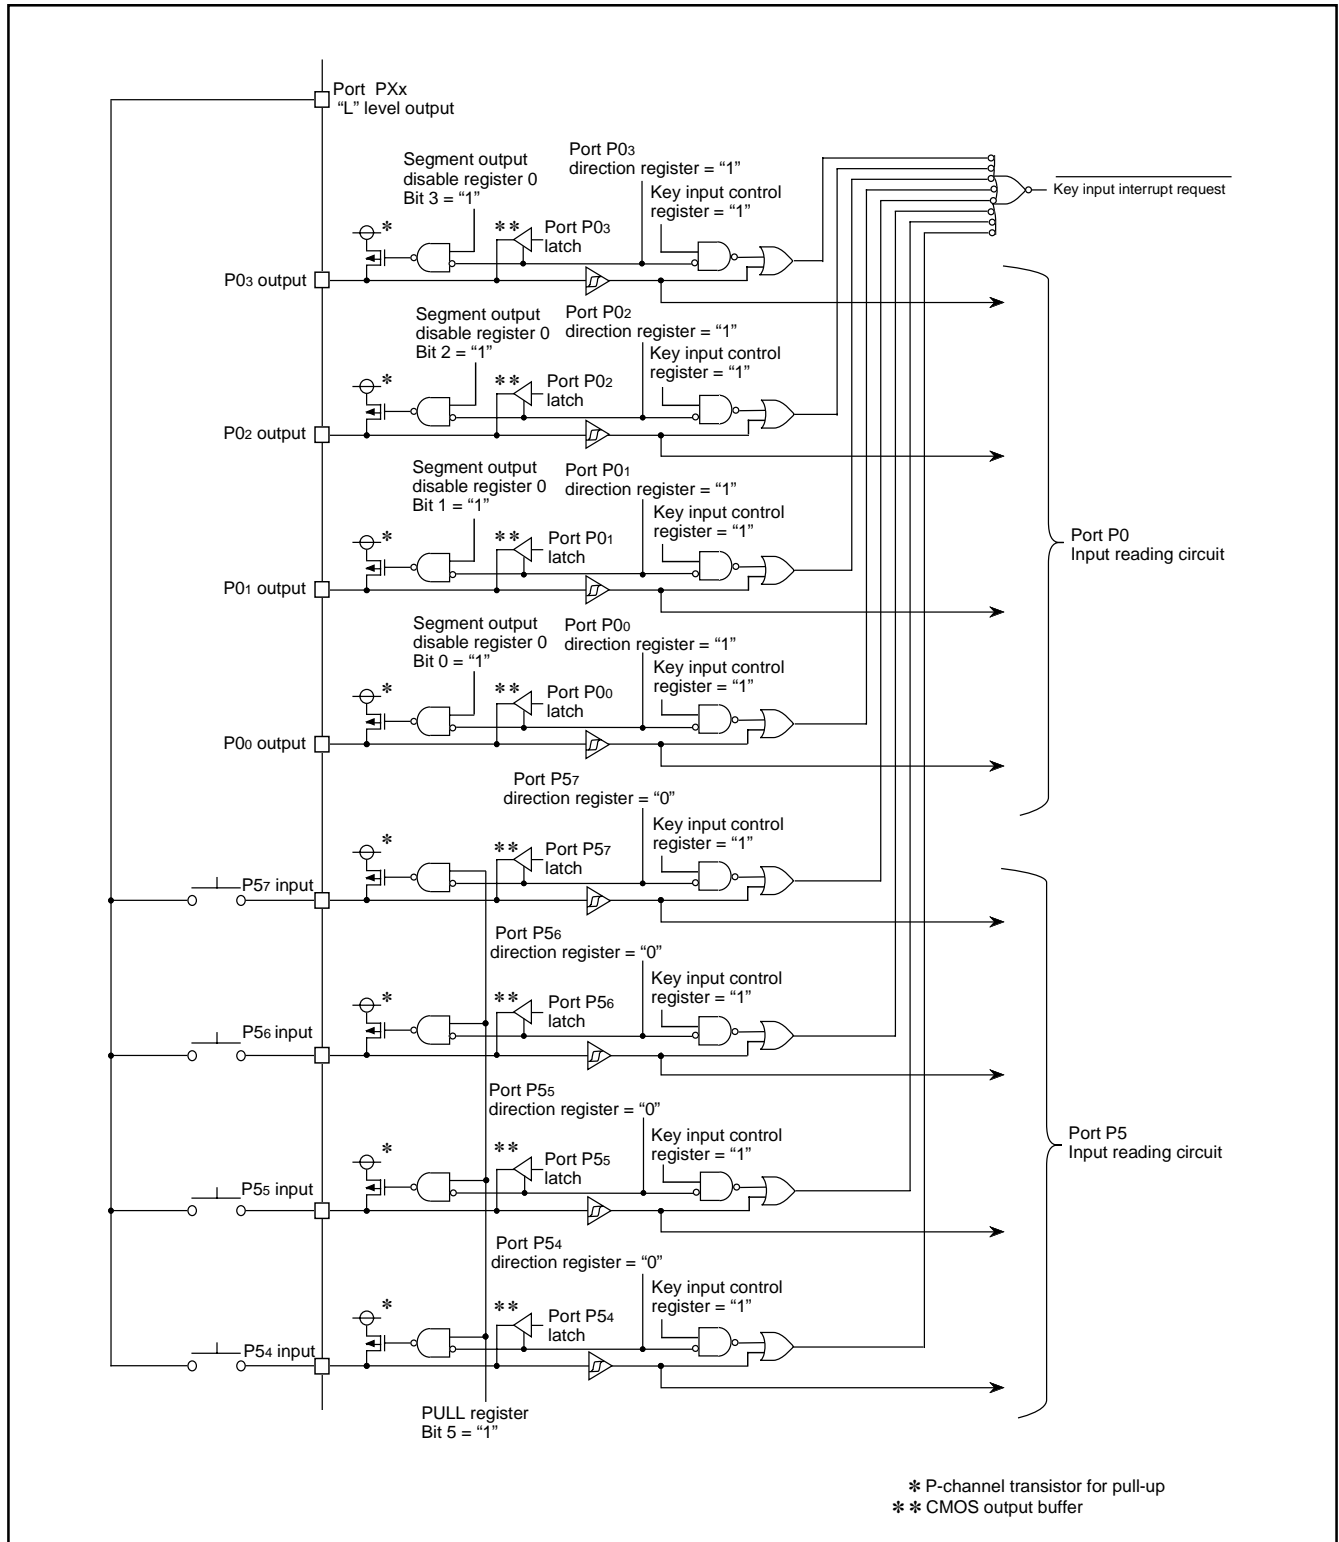 Port PXx
“L” level output
Segment output
disable register 0
Bit 3 = “1”
Port P03
direction register = “1”
Key input control
register = “1”
Key input interrupt request
*
**
Port P03
latch
P03 output
Segment output
disable register 0
Bit 2 = “1”
Port P02
direction register = “1”
Key input control
register = “1”
*
**
Port P02
latch
P02 output
Segment output
disable register 0
Bit 1 = “1”
Port P01
direction register = “1”
Key input control
register = “1”
*
**
Port P01
latch
P01 output
Port P0
Input reading circuit
Segment output
disable register 0
Bit 0 = “1”
Port P00
direction register = “1”
Key input control
register = “1”
*
**
Port P00
latch
P00 output
Port P57
direction register = “0”
Key input control
register = “1”
*
**
Port P57
latch
P57 input
Port P56
direction register = “0”
Key input control
register = “1”
*
**
Port P56
latch
P56 input
Port P55
direction register = “0”
Key input control
register = “1”
*
**
Port P55
latch
P55 input
Port P5
Input reading circuit
Port P54
direction register = “0”
Key input control
register = “1”
*
**
Port P54
latch
P54 input
PULL register
Bit 5 = “1”
* P-channel transistor for pull-up
** CMOS output buffer